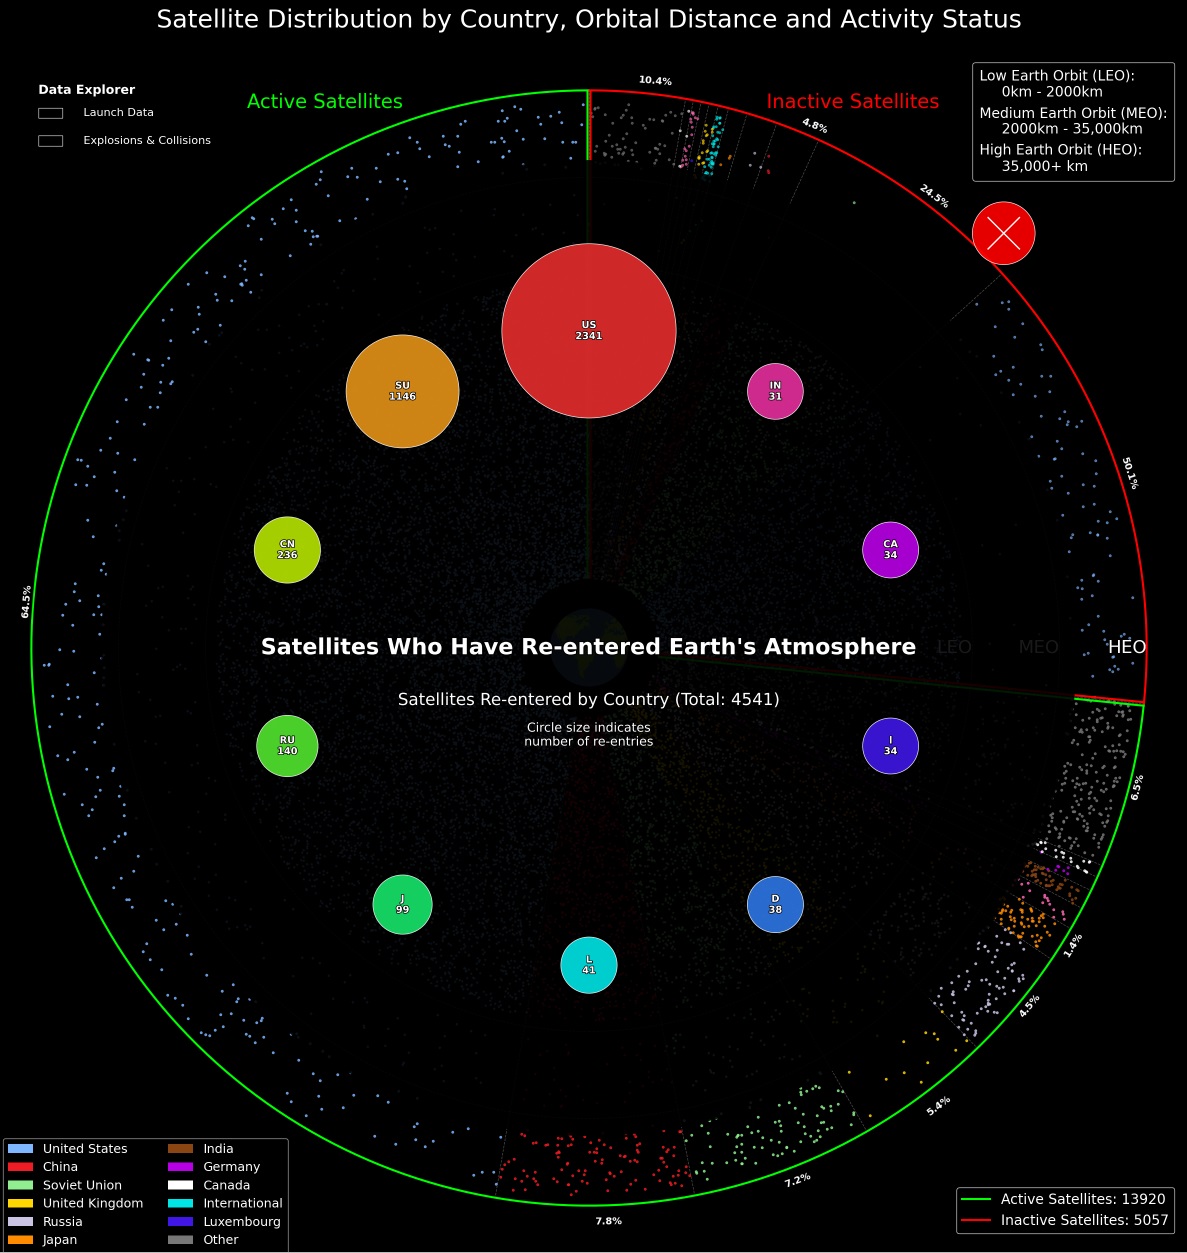 Satellite Distribution by Country, Orbital Distance and Activity Status
Data Explorer
Launch Data
Explosions & Collisions
Active Satellites
Inactive Satellites
Low Earth Orbit (LEO):
0km - 2000km
Medium Earth Orbit (MEO):
2000km - 35,000km
High Earth Orbit (HEO):
35,000+ km
10.4%
4.8%
24.5%
50.1%
64.5%
US
2341
SU
1146
IN
31
CN
236
CA
34
Satellites Who Have Re-entered Earth's Atmosphere
LEO
MEO
HEO
Satellites Re-entered by Country (Total: 4541)
Circle size indicates
number of re-entries
RU
140
I
34
J
99
D
38
L
41
6.5%
1.4%
4.5%
5.4%
7.2%
7.8%
United States
China
Soviet Union
United Kingdom
Russia
Japan
India
Germany
Canada
International
Luxembourg
Other
Active Satellites: 13920
Inactive Satellites: 5057